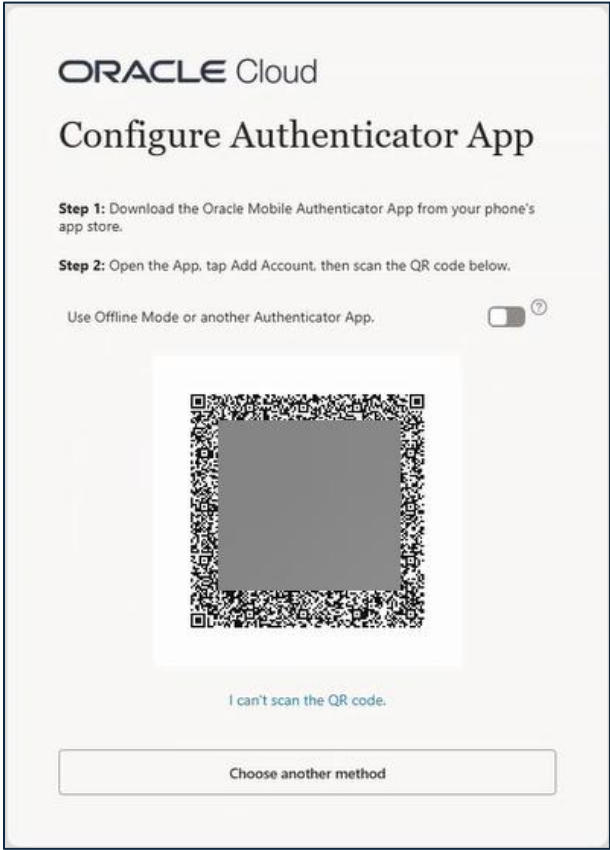 ORACLE Cloud
Configure Authenticator App
Step 1: Download the Oracle Mobile Authenticator App from your phone's
app store.
Step 2: Open the App, tap Add Account, then scan the QR code below.
Use Offline Mode or another Authenticator App.
?
I can't scan the QR code.
Choose another method